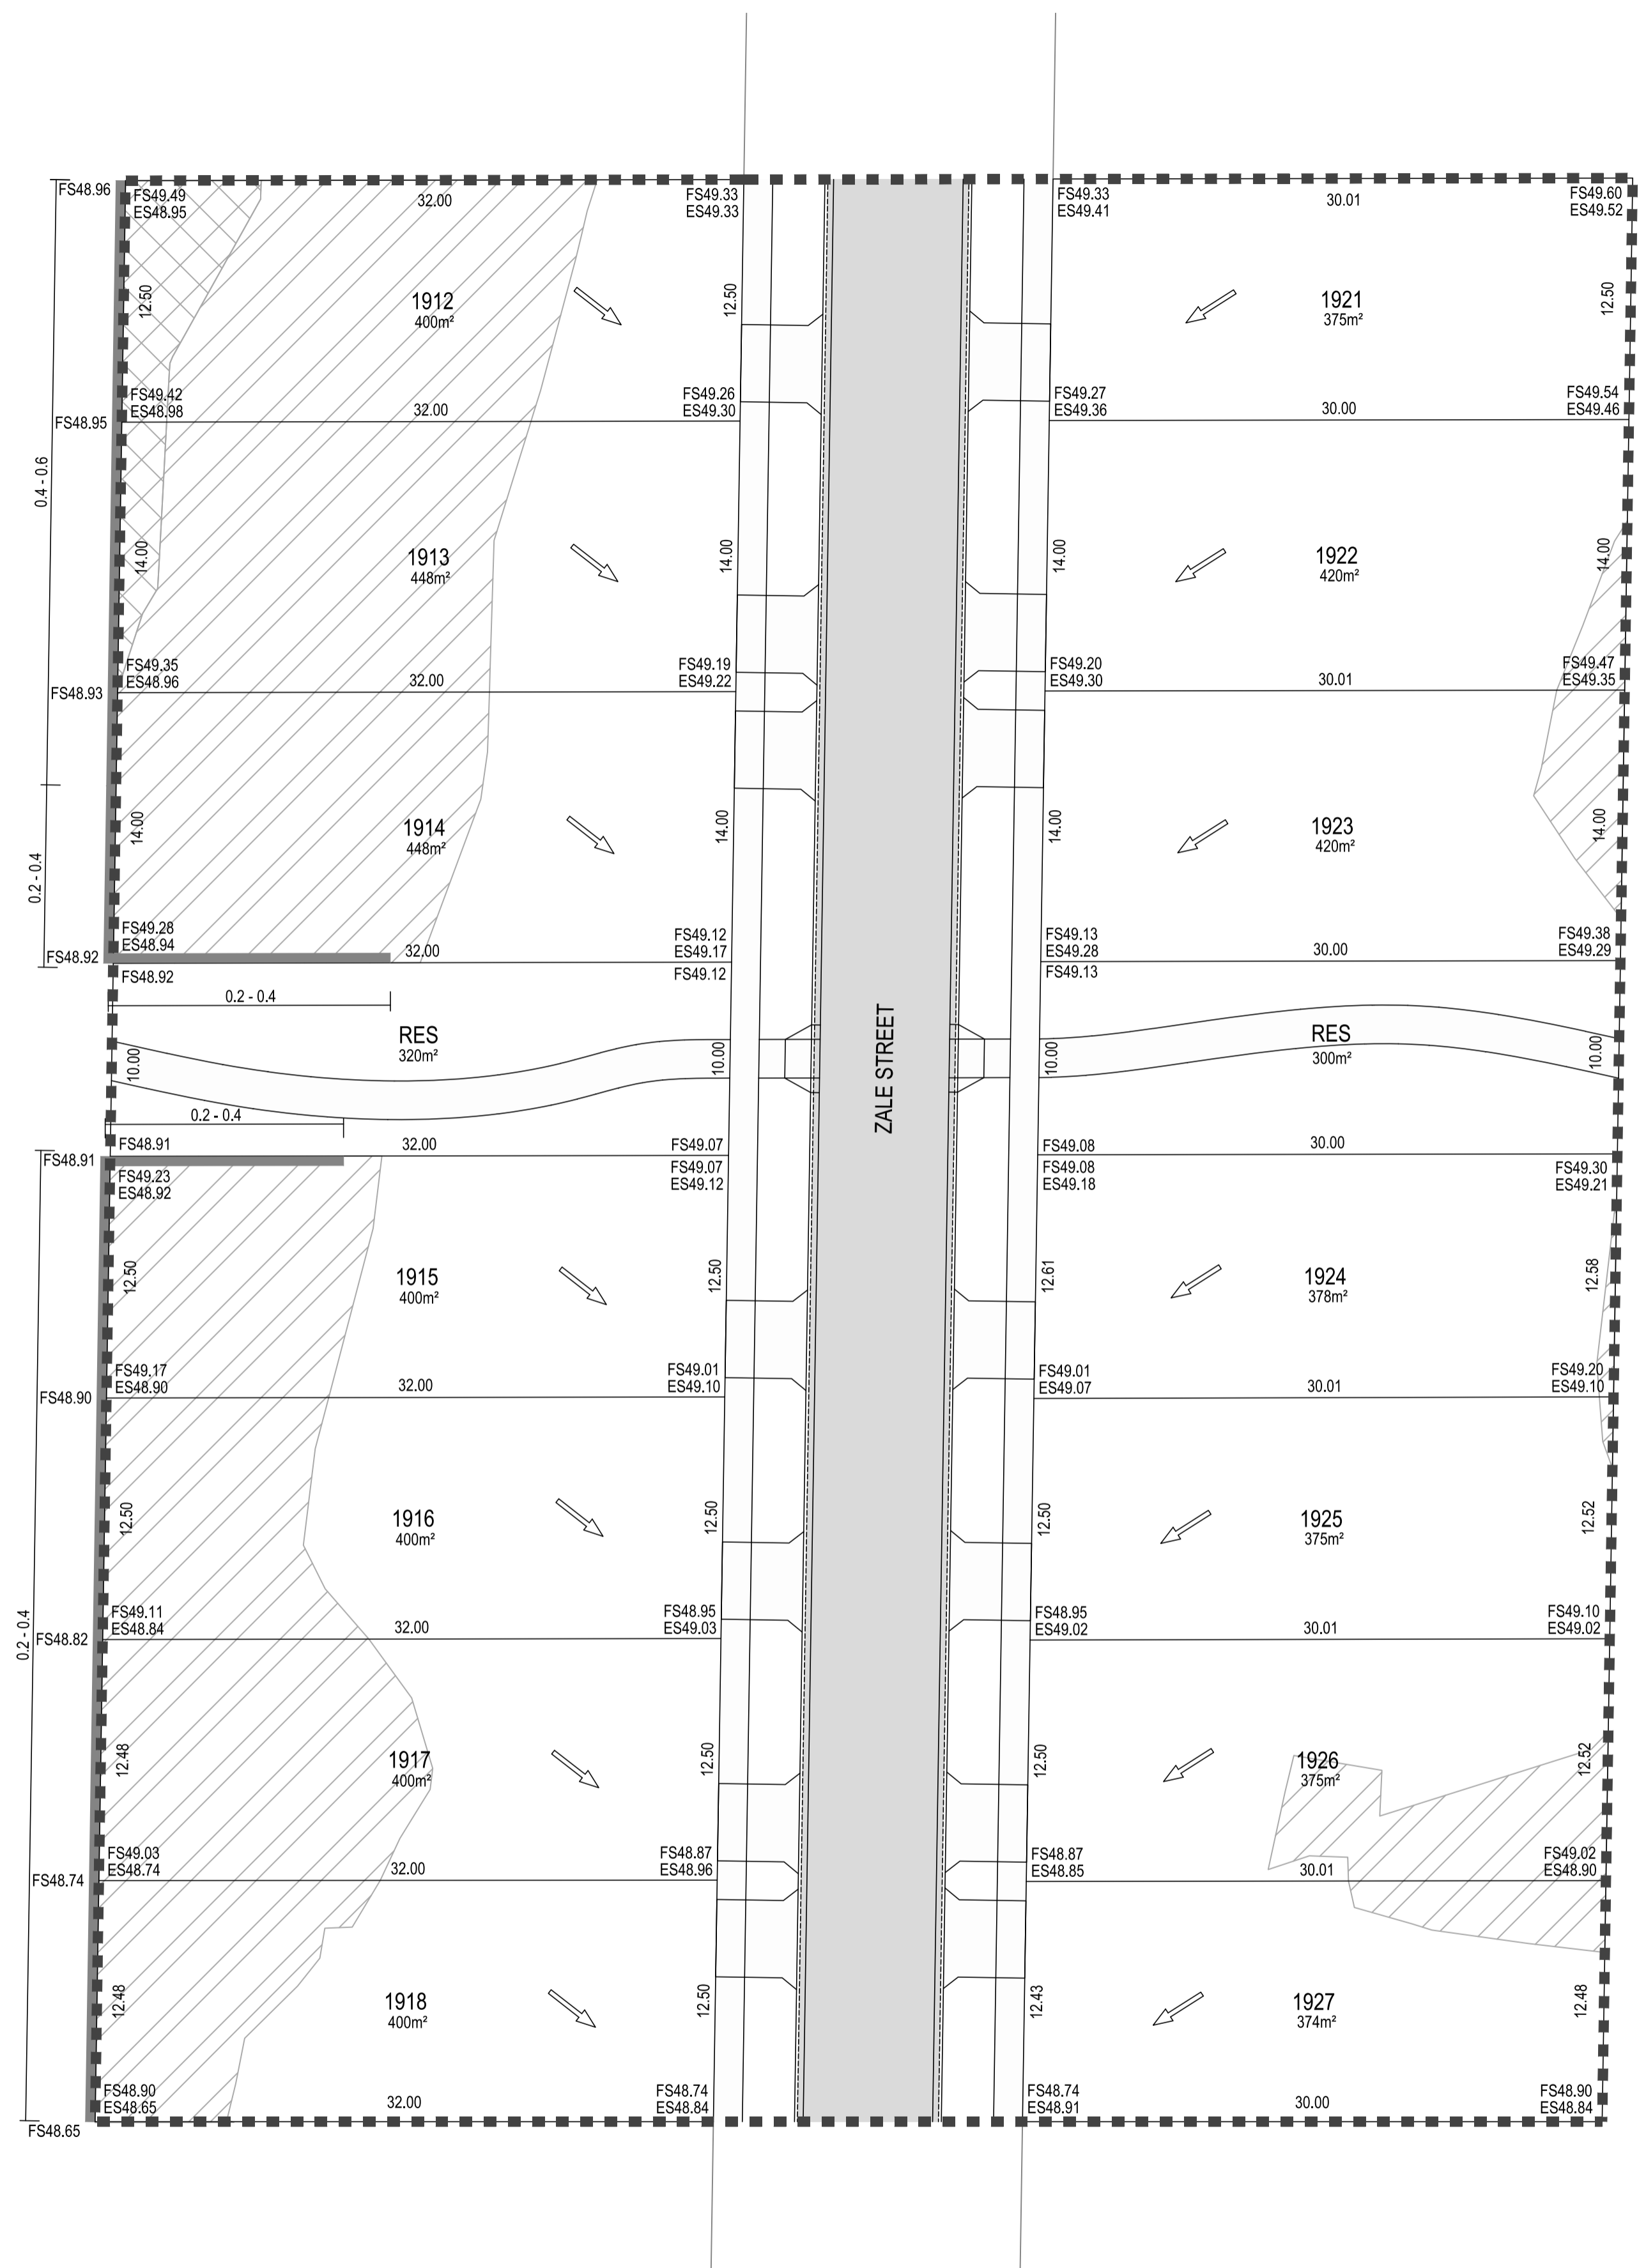 FS48.96
FS49.49
ES48.95
32.00
FS49.33
ES49.33
FS49.33
ES49.41
30.01
FS49.60
ES49.52
12.50
1912
400m²
12.50
1921
375m²
12.50
FS49.42
ES48.98
FS48.95
32.00
FS49.26
ES49.30
FS49.27
ES49.36
30.00
FS49.54
ES49.46
0.4 - 0.6
14.00
1913
448m²
14.00
14.00
1922
420m²
14.00
FS49.35
ES48.96
FS48.93
32.00
FS49.19
ES49.22
FS49.20
ES49.30
30.01
FS49.47
ES49.35
0.2 - 0.4
14.00
1914
448m²
14.00
14.00
1923
420m²
14.00
FS49.28
ES48.94
FS48.92
32.00
FS49.12
ES49.17
FS49.13
ES49.28
30.00
FS49.38
ES49.29
FS48.92
FS49.12
FS49.13
0.2 - 0.4
RES
320m²
10.00
10.00
ZALE STREET
10.00
RES
300m²
10.00
0.2 - 0.4
FS48.91
32.00
FS49.07
FS49.08
30.00
FS48.91
FS49.23
ES48.92
FS49.07
ES49.12
FS49.08
ES49.18
FS49.30
ES49.21
12.50
1915
400m²
12.50
12.61
1924
378m²
12.58
FS49.17
ES48.90
FS48.90
32.00
FS49.01
ES49.10
FS49.01
ES49.07
30.01
FS49.20
ES49.10
12.50
1916
400m²
12.50
12.50
1925
375m²
12.52
0.2 - 0.4
FS49.11
ES48.84
FS48.82
32.00
FS48.95
ES49.03
FS48.95
ES49.02
30.01
FS49.10
ES49.02
12.48
1917
400m²
12.50
12.50
1926
375m²
12.52
FS49.03
ES48.74
FS48.74
32.00
FS48.87
ES48.96
FS48.87
ES48.85
30.01
FS49.02
ES48.90
12.48
1918
400m²
12.50
12.43
1927
374m²
12.48
FS48.90
ES48.65
32.00
FS48.74
ES48.84
FS48.74
ES48.91
30.00
FS48.90
ES48.84
FS48.65